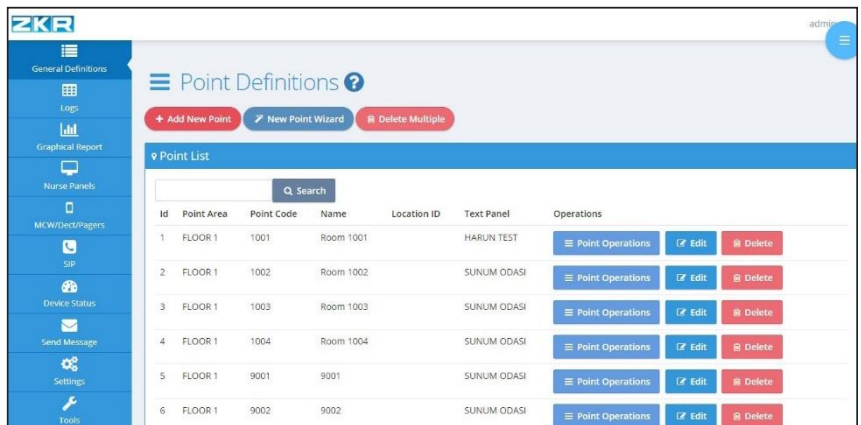 ZKR
General Definitions
Logs
Graphical Report
Nurse Panels
MCW/Dect/Pagers
SIP
Device Status
Send Message
Settings
Tools
Point Definitions ?
+ Add New Point New Point Wizard Delete Multiple
Point List
Search
Id Point Area Point Code Name Location ID Text Panel Operations
1 FLOOR 1 1001 Room 1001 HARUN TEST Point Operations Edit Delete
2 FLOOR 1 1002 Room 1002 SUNUM ODASI Point Operations Edit Delete
3 FLOOR 1 1003 Room 1003 SUNUM ODASI Point Operations Edit Delete
4 FLOOR 1 1004 Room 1004 SUNUM ODASI Point Operations Edit Delete
5 FLOOR 1 9001 9001 SUNUM ODASI Point Operations Edit Delete
6 FLOOR 1 9002 9002 SUNUM ODASI Point Operations Edit Delete